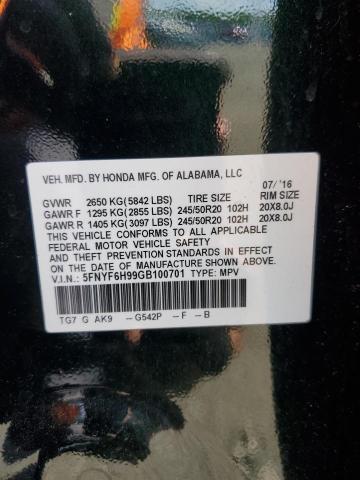 VEH. MFD. BY HONDA MFG. OF ALABAMA, LLC
07/ '16
GVWR 2650 KG(5842 LBS) TIRE SIZE RIM SIZE
GAWR F 1295 KG(2855 LBS) 245/50R20 102H 20X8.0J
GAWR R 1405 KG(3097 LBS) 245/50R20 102H 20X8.0J
THIS VEHICLE CONFORMS TO ALL APPLICABLE
FEDERAL MOTOR VEHICLE SAFETY STANDARDS IN
EFFECT ON THE DATE OF MANUFACTURE SHOWN ABOVE.
V.I.N.: 5FNYF6H99GB100701 TYPE: MPV
TG7 G AK9 -G542P -F -B